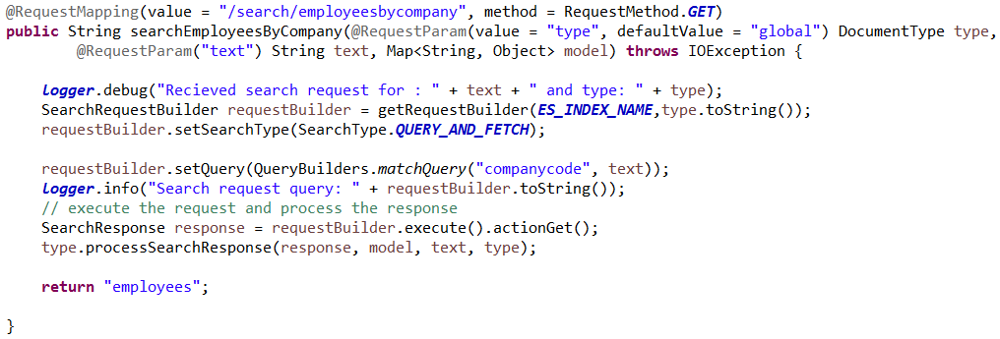 @RequestMapping(value = "/search/employeesbycompany", method = RequestMethod.GET)
public String searchEmployeesByCompany(@RequestParam(value = "type", defaultValue = "global") DocumentType type,
        @RequestParam("text") String text, Map<String, Object> model) throws IOException {

    logger.debug("Recieved search request for : " + text + " and type: " + type);
    SearchRequestBuilder requestBuilder = getRequestBuilder(ES_INDEX_NAME,type.toString());
    requestBuilder.setSearchType(SearchType.QUERY_AND_FETCH);

    requestBuilder.setQuery(QueryBuilders.matchQuery("companycode", text));
    logger.info("Search request query: " + requestBuilder.toString());
    // execute the request and process the response
    SearchResponse response = requestBuilder.execute().actionGet();
    type.processSearchResponse(response, model, text, type);

    return "employees";

}